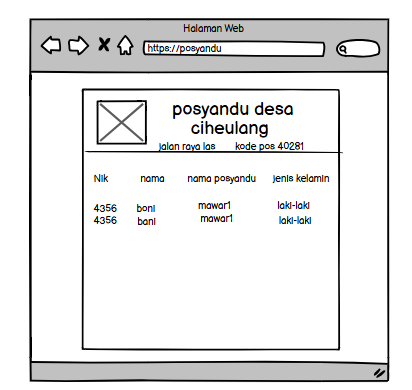 Halaman Web
https://posyandu
posyandu desa
ciheulang
jalan raya las kode pos 40281
Nik nama nama posyandu jenis kelamin
4356 boni mawar1 laki-laki
4356 bani mawar1 laki-laki